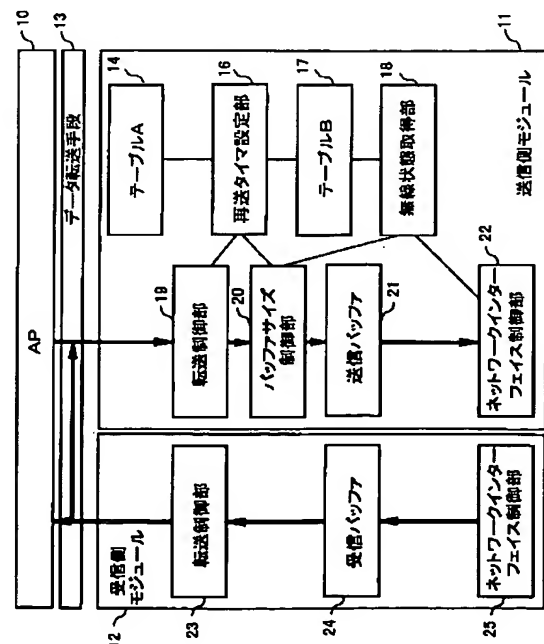 10
AP
13
データ転送手段
14
テーブルA
16
再送タイマ設定部
17
テーブルB
18
無線状態取得部
19
転送制御部
20
バッファサイズ
制御部
21
送信バッファ
22
ネットワークインター
フェイス制御部
送信側モジュール
11
受信側
モジュール
12
転送制御部
23
受信バッファ
24
ネットワークインター
フェイス制御部
25